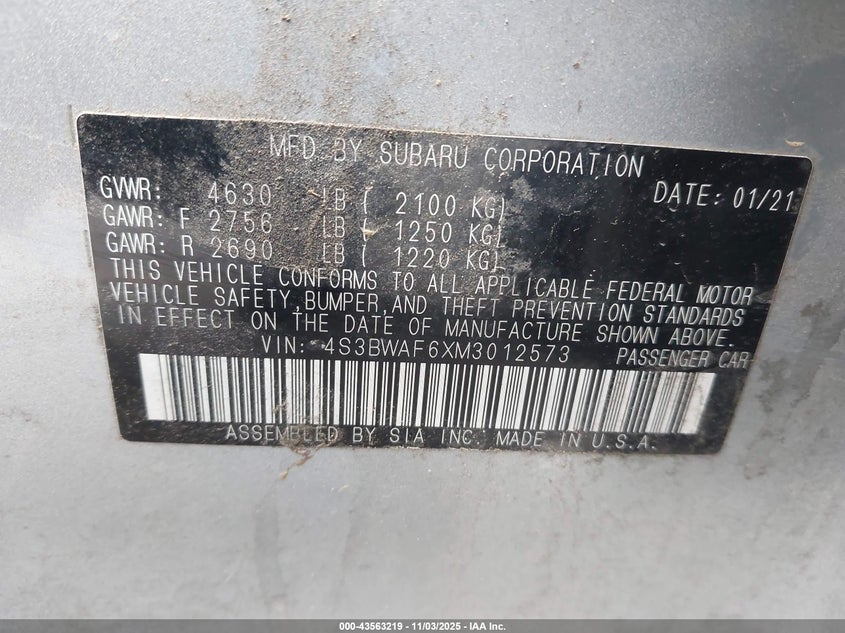 MFD BY SUBARU CORPORATION
GVWR: 4630 LB ( 2100 KG) DATE: 01/21
GAWR: F 2756 LB ( 1250 KG)
GAWR: R 2690 LB ( 1220 KG)
THIS VEHICLE CONFORMS TO ALL APPLICABLE FEDERAL MOTOR
VEHICLE SAFETY, BUMPER, AND THEFT PREVENTION STANDARDS
IN EFFECT ON THE DATE OF MANUFACTURE SHOWN ABOVE.
VIN: 4S3BWAF6XM3012573 PASSENGER CAR
ASSEMBLED BY SIA INC. MADE IN U.S.A.
000-43563219 - 11/03/2025 - IAA Inc.